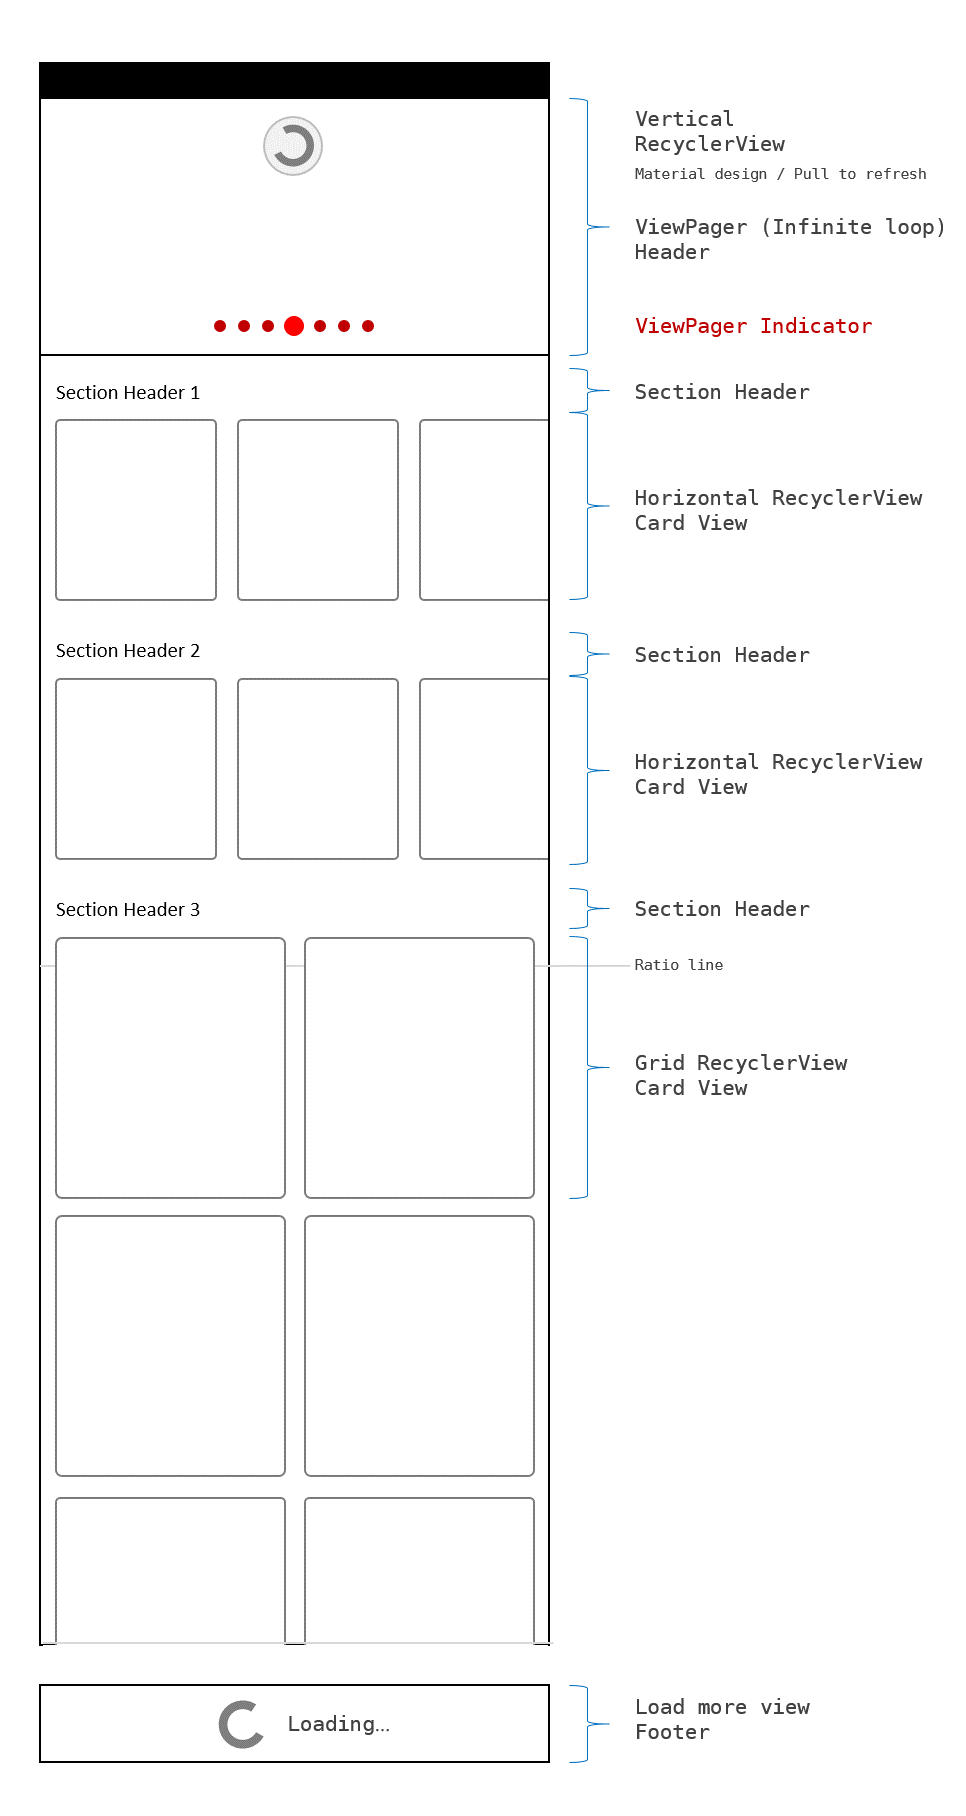 Vertical
RecyclerView
Material design / Pull to refresh
ViewPager (Infinite loop)
Header
ViewPager Indicator
Section Header 1
Section Header
Horizontal RecyclerView
Card View
Section Header 2
Section Header
Horizontal RecyclerView
Card View
Section Header 3
Section Header
Ratio line
Grid RecyclerView
Card View
Loading...
Load more view
Footer